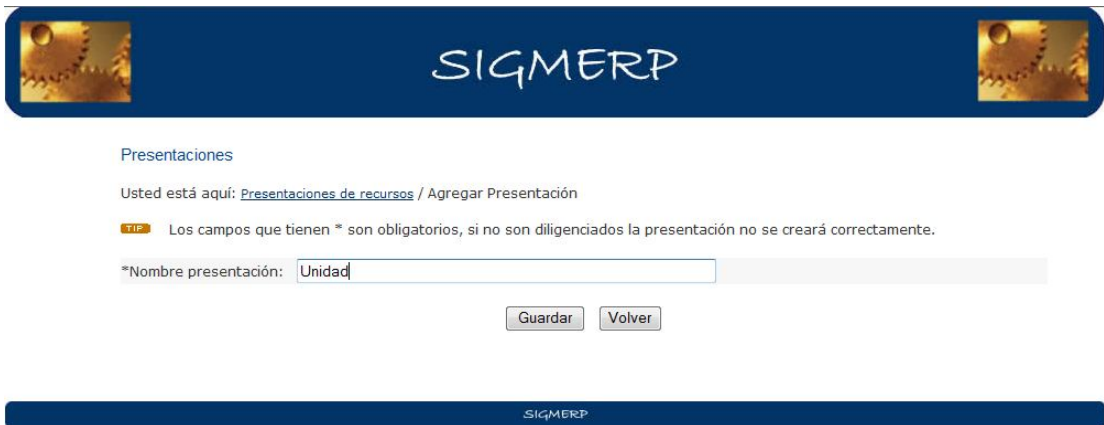 SIGMERP
Presentaciones
Usted está aquí: Presentaciones de recursos / Agregar Presentación
TIP Los campos que tienen * son obligatorios, si no son diligenciados la presentación no se creará correctamente.
*Nombre presentación: Unidad
Guardar Volver
SIGMERP